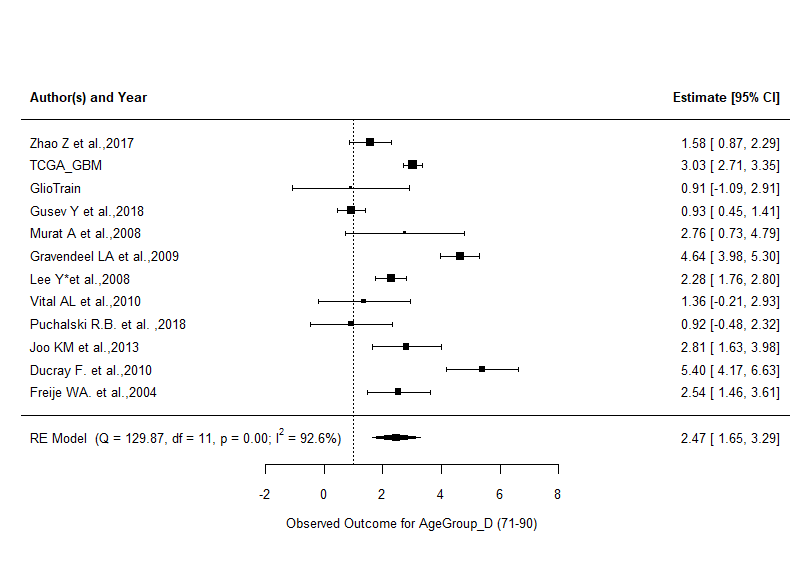 Author(s) and Year Estimate [95% CI]
Zhao Z et al.,2017 1.58 [ 0.87, 2.29]
TCGA_GBM 3.03 [ 2.71, 3.35]
GlioTrain 0.91 [-1.09, 2.91]
Gusev Y et al.,2018 0.93 [ 0.45, 1.41]
Murat A et al.,2008 2.76 [ 0.73, 4.79]
Gravendeel LA et al.,2009 4.64 [ 3.98, 5.30]
Lee Y*et al.,2008 2.28 [ 1.76, 2.80]
Vital AL et al.,2010 1.36 [-0.21, 2.93]
Puchalski R.B. et al. ,2018 0.92 [-0.48, 2.32]
Joo KM et al.,2013 2.81 [ 1.63, 3.98]
Ducray F. et al.,2010 5.40 [ 4.17, 6.63]
Freije WA. et al.,2004 2.54 [ 1.46, 3.61]
RE Model (Q = 129.87, df = 11, p = 0.00; I2 = 92.6%) 2.47 [ 1.65, 3.29]
-2 0 2 4 6 8
Observed Outcome for AgeGroup_D (71-90)